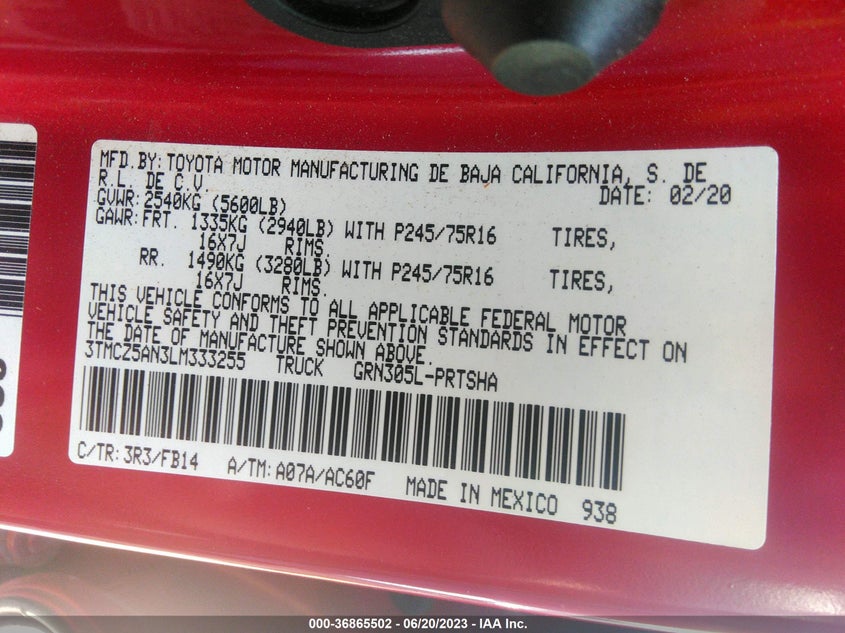 MFD.BY:TOYOTA MOTOR MANUFACTURING DE BAJA CALIFORNIA, S. DE
R.L. DE C.V. DATE: 02/20
GVWR:2540KG (5600LB)
GAWR:FRT. 1335KG (2940LB) WITH P245/75R16 TIRES,
16X7J RIMS.
RR. 1490KG (3280LB) WITH P245/75R16 TIRES,
16X7J RIMS.
THIS VEHICLE CONFORMS TO ALL APPLICABLE FEDERAL MOTOR
VEHICLE SAFETY AND THEFT PREVENTION STANDARDS IN EFFECT ON
THE DATE OF MANUFACTURE SHOWN ABOVE.
3TMCZ5AN3LM333255 TRUCK GRN305L-PRTSHA
C/TR:3R3/FB14 A/TM:A07A/AC60F MADE IN MEXICO 938
000-36865502 - 06/20/2023 - IAA Inc.